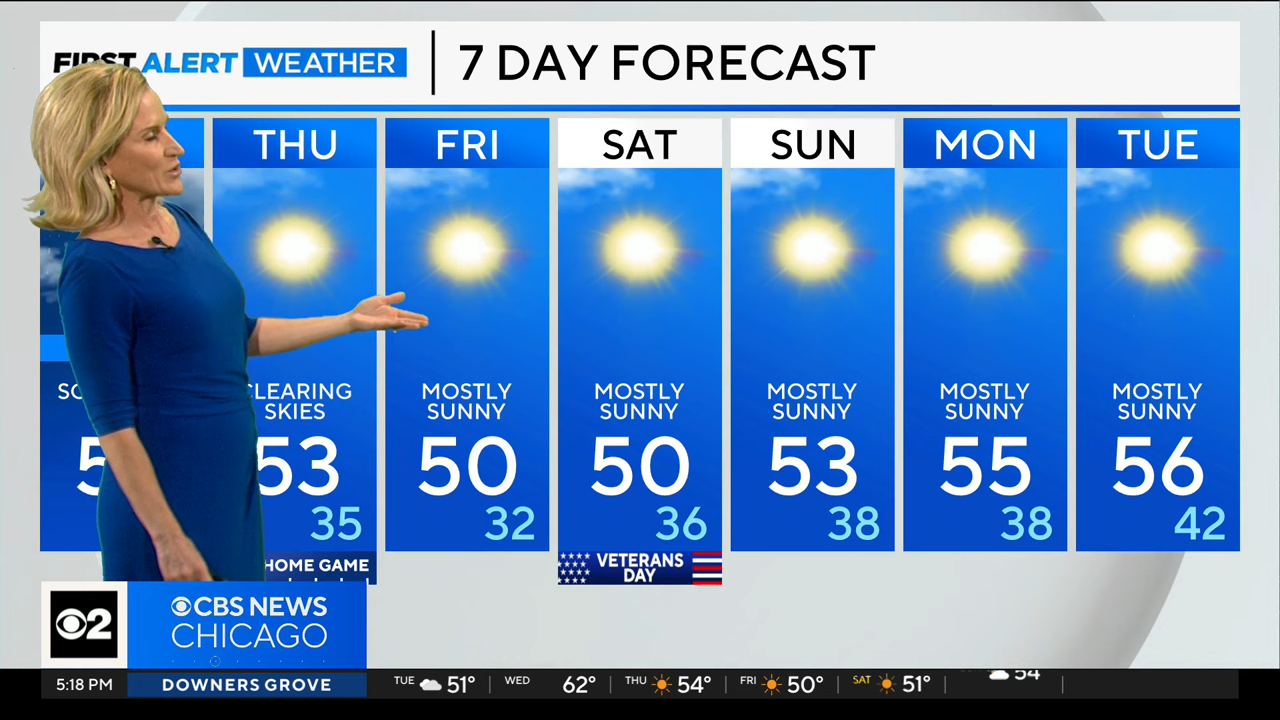 FIRST ALERT WEATHER
7 DAY FORECAST
THU
FRI
SAT
SUN
MON
TUE
CLEARING
SKIES
53
35
MOSTLY
SUNNY
50
32
MOSTLY
SUNNY
50
36
MOSTLY
SUNNY
53
38
MOSTLY
SUNNY
55
38
MOSTLY
SUNNY
56
42
HOME GAME
VETERANS
DAY
2
CBS NEWS
CHICAGO
5:18 PM
DOWNERS GROVE
TUE 51° | WED 62° | THU 54° | FRI 50° | SAT 51° | 54 |